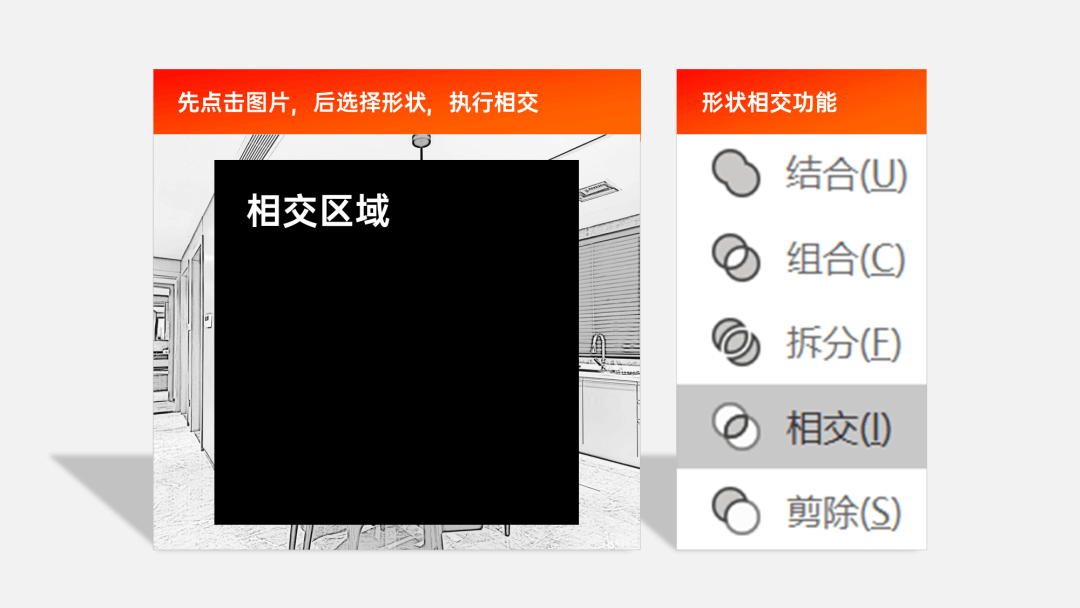 先点击图片，后选择形状，执行相交
相交区域
形状相交功能
结合(U)
组合(C)
拆分(F)
相交(I)
剪除(S)